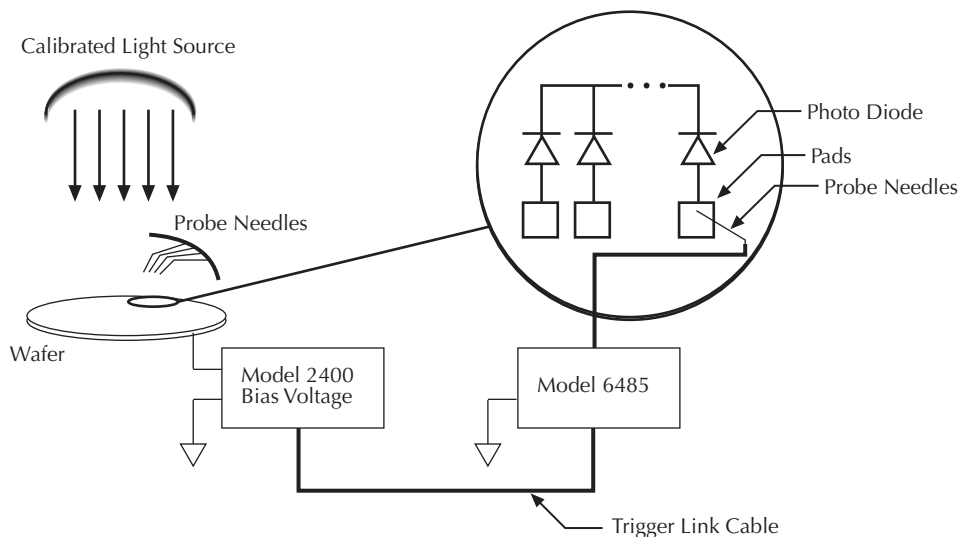 Calibrated Light Source
Photo Diode
Pads
Probe Needles
Probe Needles
Wafer
Model 2400
Bias Voltage
Model 6485
Trigger Link Cable